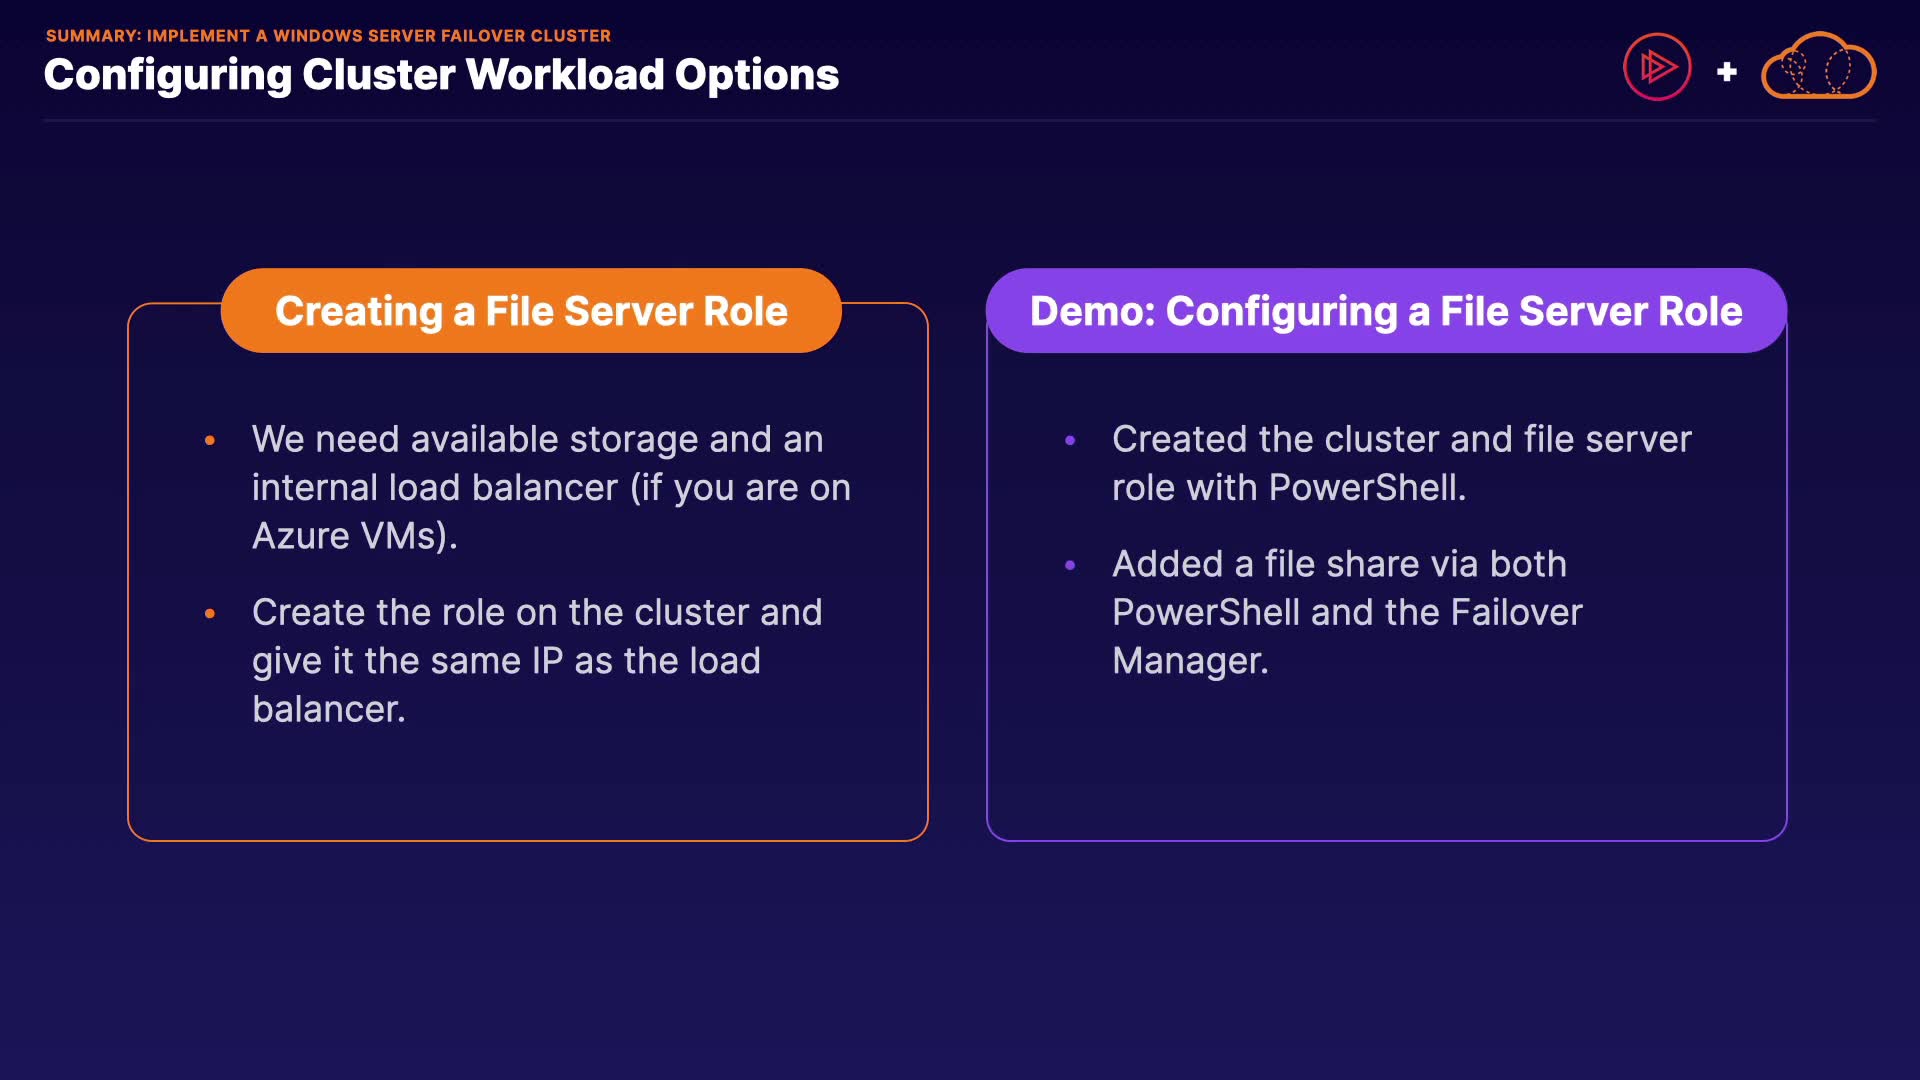 SUMMARY: IMPLEMENT A WINDOWS SERVER FAILOVER CLUSTER
Configuring Cluster Workload Options
+
Creating a File Server Role
• We need available storage and an
internal load balancer (if you are on
Azure VMs).
• Create the role on the cluster and
give it the same IP as the load
balancer.
Demo: Configuring a File Server Role
• Created the cluster and file server
role with PowerShell.
• Added a file share via both
PowerShell and the Failover
Manager.